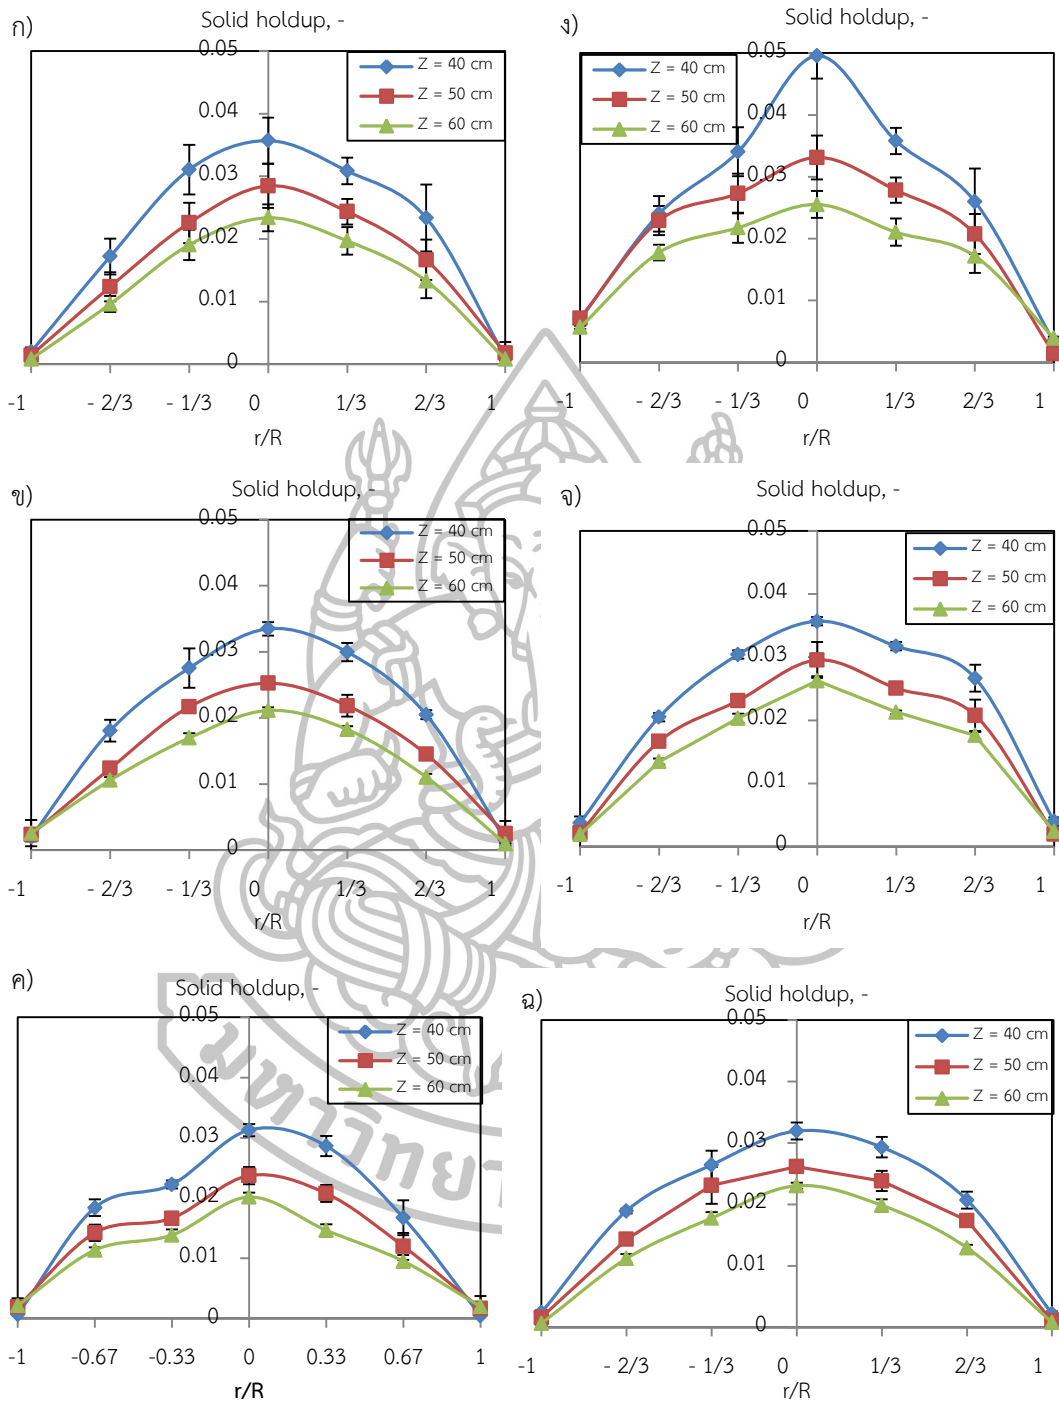 ก)
Solid holdup, -
0.05
0.04
0.03
0.02
0.01
0
Z = 40 cm
Z = 50 cm
Z = 60 cm
-1 - 2/3 - 1/3 0 1/3 2/3 1
r/R
ง)
Solid holdup, -
0.05
0.04
0.03
0.02
0.01
0
Z = 40 cm
Z = 50 cm
Z = 60 cm
-1 - 2/3 - 1/3 0 1/3 2/3 1
r/R
ข)
Solid holdup, -
0.05
0.04
0.03
0.02
0.01
0
Z = 40 cm
Z = 50 cm
Z = 60 cm
-1 - 2/3 - 1/3 0 1/3 2/3 1
r/R
จ)
Solid holdup, -
0.05
0.04
0.03
0.02
0.01
0
Z = 40 cm
Z = 50 cm
Z = 60 cm
-1 - 2/3 - 1/3 0 1/3 2/3 1
r/R
ค)
Solid holdup, -
0.05
0.04
0.03
0.02
0.01
0
Z = 40 cm
Z = 50 cm
Z = 60 cm
-1 -0.67 -0.33 0 0.33 0.67 1
r/R
ฉ)
Solid holdup, -
0.05
0.04
0.03
0.02
0.01
0
Z = 40 cm
Z = 50 cm
Z = 60 cm
-1 - 2/3 - 1/3 0 1/3 2/3 1
r/R
มหาวิทยา